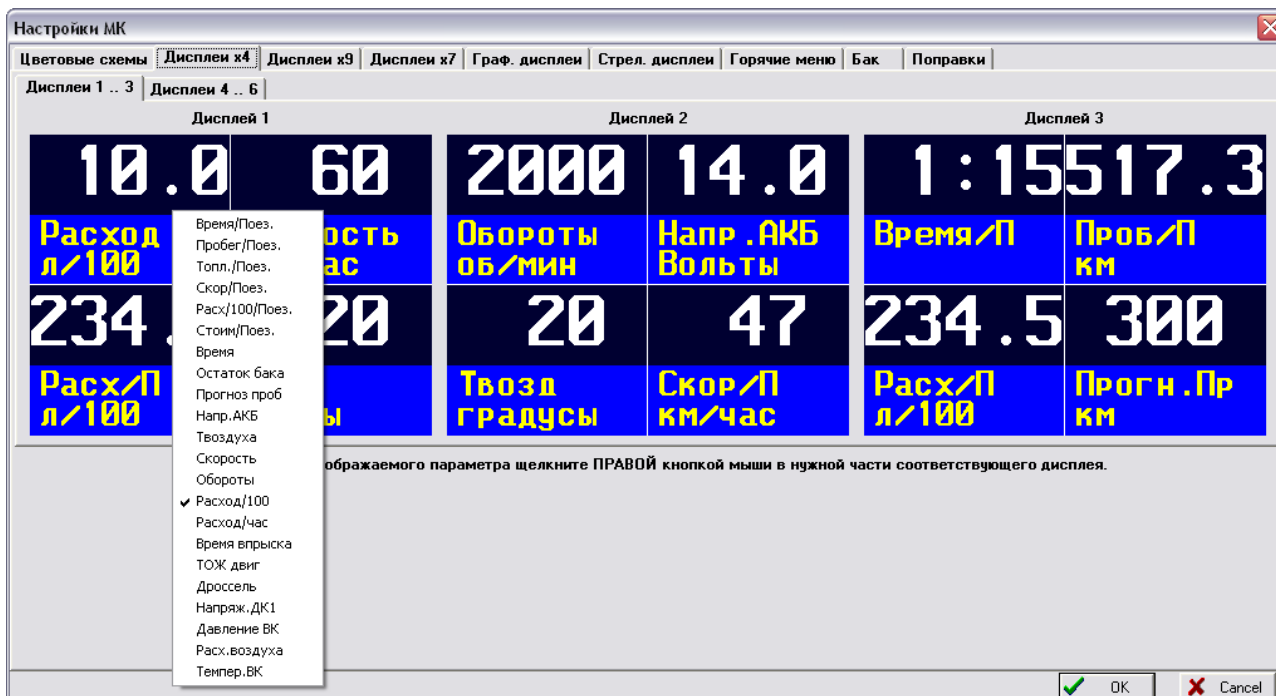 Настройки МК
Цветовые схемы Дисплеи x4 Дисплеи x9 Дисплеи x7 Граф. дисплеи Стрел. дисплеи Горячие меню Бак Поправки
Дисплеи 1 .. 3 Дисплеи 4 .. 6
Дисплей 1 Дисплей 2 Дисплей 3
10.0 60 2000 14.0 1:15 517.3
Расход ость Обороты Напр.АКБ Время/П Проб/П
л/100 ас об/мин Вольты км
234. 20 20 47 234.5 300
Расх/П Твозд Скор/П Расх/П Прогн.Пр
л/100 ы градусы км/час л/100 км
Время/Поез.
Пробег/Поез.
Топл./Поез.
Скор/Поез.
Расх/100/Поез.
Стоим/Поез.
Время
Остаток бака
Прогноз проб
Напр.АКБ
Твоздуха
Скорость
Обороты
Расход/100
Расход/час
Время впрыска
ТОЖ двиг
Дроссель
Напряж.ДК1
Давление ВК
Расх.воздуха
Темпер.ВК
ображаемого параметра щелкните ПРАВОЙ кнопкой мыши в нужной части соответствующего дисплея.
OK Cancel